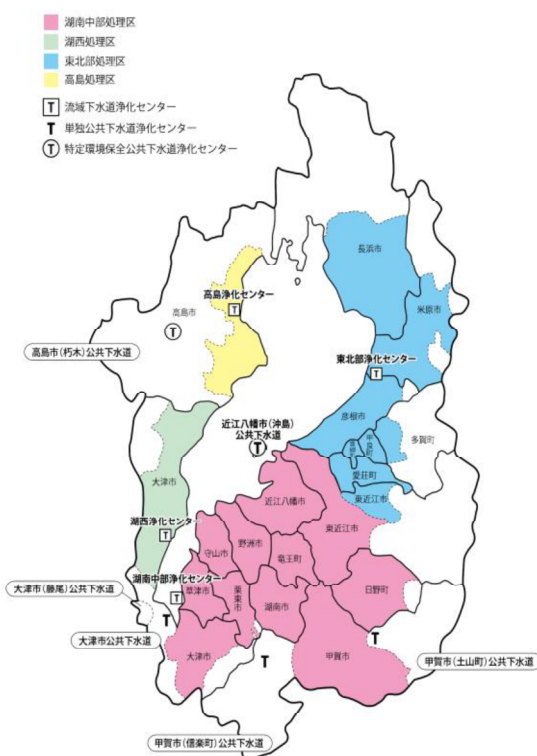 湖南中部処理区
湖西処理区
東北部処理区
高島処理区
T 流域下水道浄化センター
T 単独公共下水道浄化センター
T 特定環境保全公共下水道浄化センター
長浜市
高島浄化センター
T
米原市
高島市
T
高島市(朽木)公共下水道
東北部浄化センター
T
近江八幡市(沖島)
公共下水道
T
彦根市
甲良町
多賀町
愛荘町
東近江市
大津市
近江八幡市
東近江市
湖西浄化センター
T
守山市
野洲市
竜王町
湖南中部浄化センター
T
大津市(藤尾)公共下水道
草津市
栗東市
湖南市
日野町
T
大津市公共下水道
大津市
T
甲賀市
T
甲賀市(土山町)公共下水道
甲賀市(信楽町)公共下水道